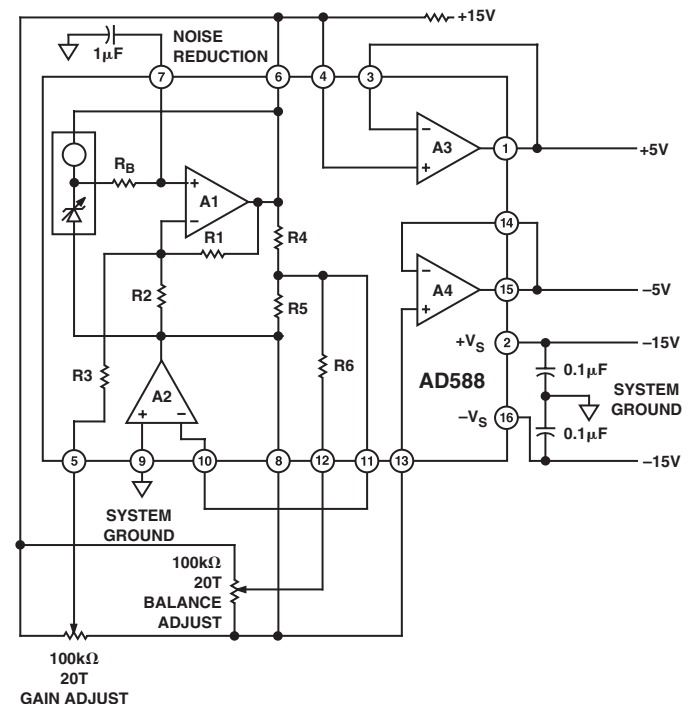 +15V
1μF
NOISE
REDUCTION
7
6
4
3
RB
A1
R1
R4
A3
1
+5V
14
R2
R5
A4
15
−5V
R3
R6
+VS
2
−15V
A2
AD588
0.1μF
SYSTEM
GROUND
−VS
16
0.1μF
−15V
5
9
10
8
12
11
13
SYSTEM
GROUND
100kΩ
20T
BALANCE
ADJUST
100kΩ
20T
GAIN ADJUST